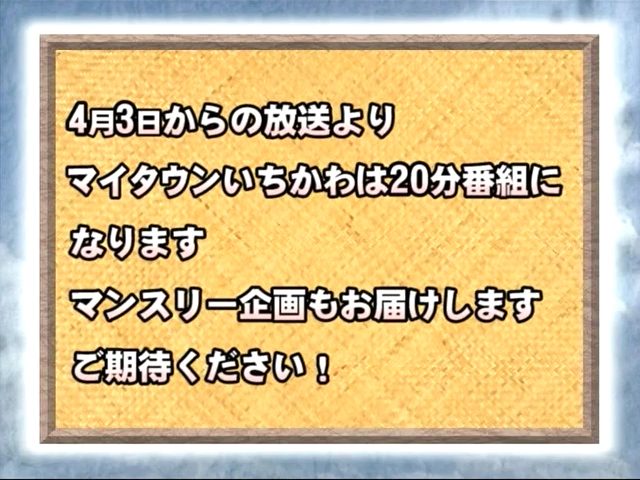 4月3日からの放送より
マイタウンいちかわは20分番組に
なります
マンスリー企画もお届けします
ご期待ください！